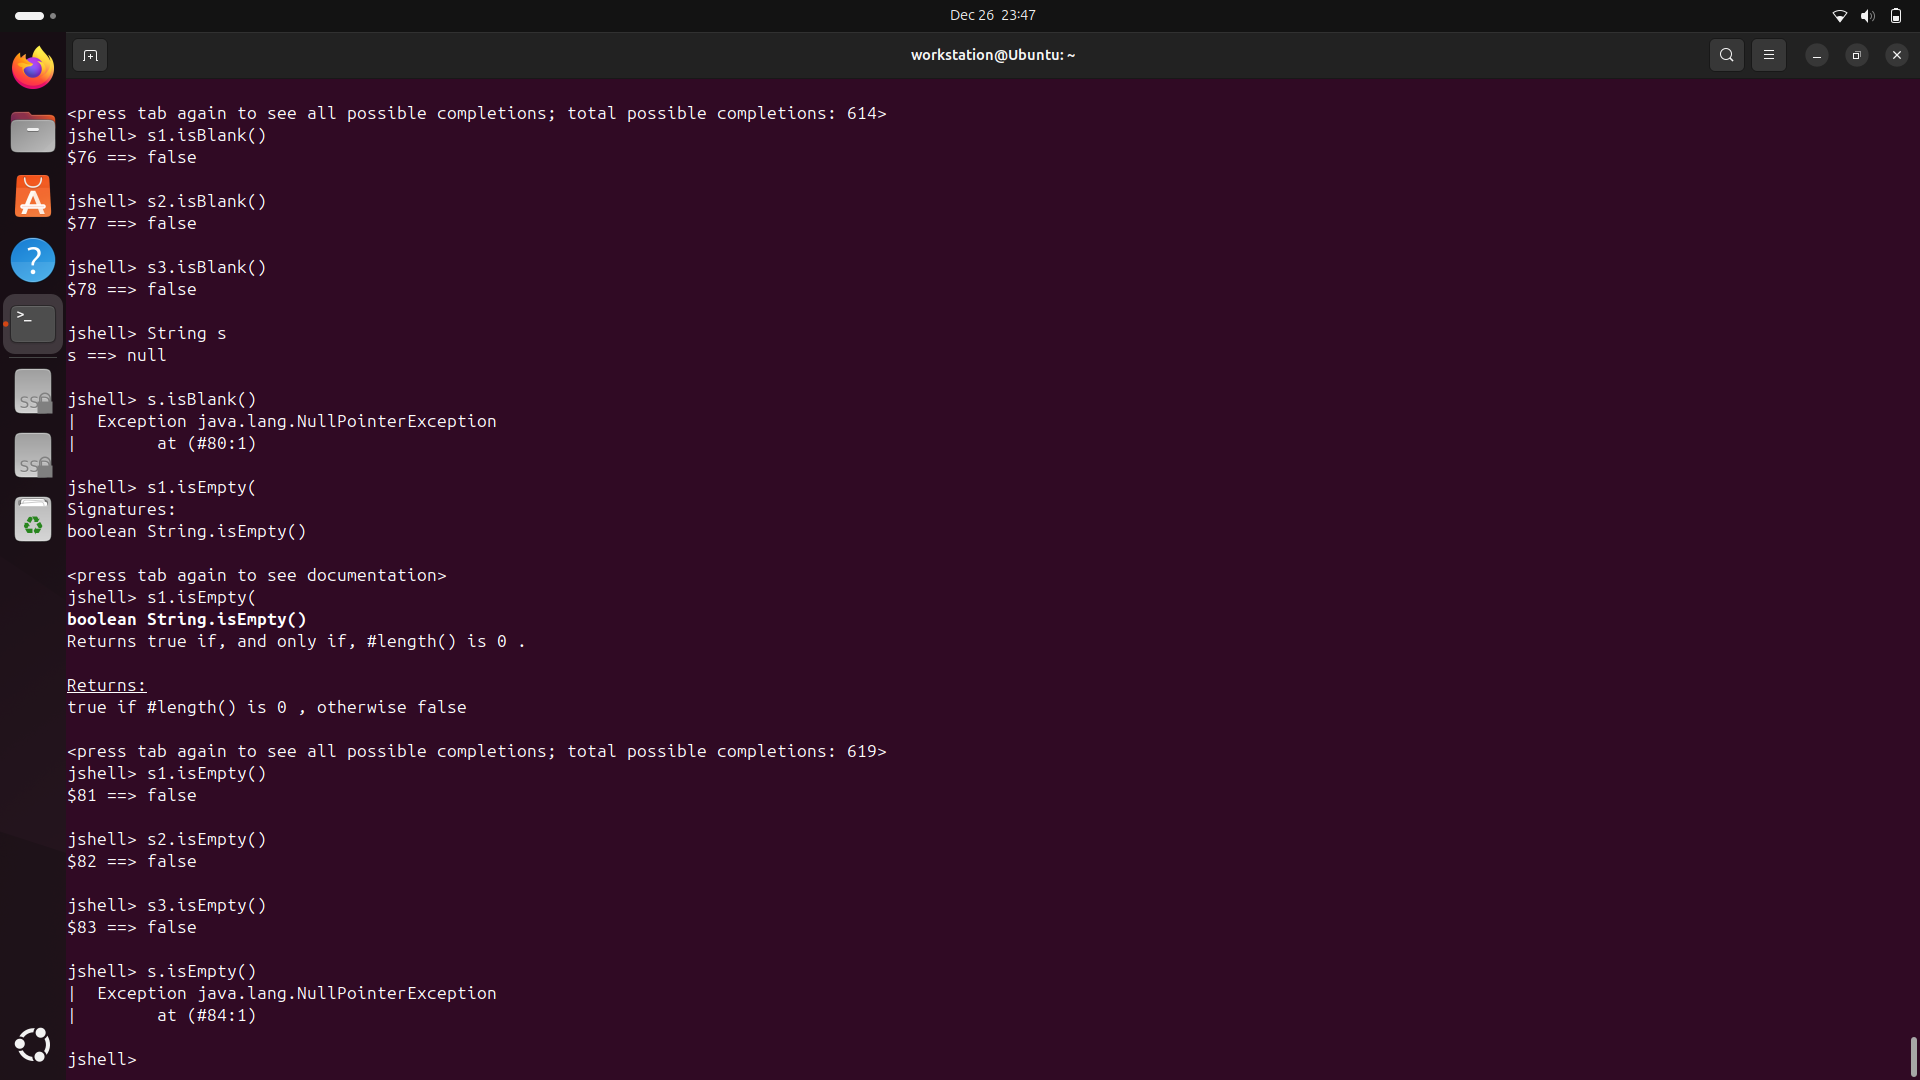 Dec 26 23:47
workstation@Ubuntu: ~
<press tab again to see all possible completions; total possible completions: 614>
jshell> s1.isBlank()
$76 ==> false
jshell> s2.isBlank()
$77 ==> false
jshell> s3.isBlank()
$78 ==> false
jshell> String s
s ==> null
jshell> s.isBlank()
|  Exception java.lang.NullPointerException
|        at (#80:1)
jshell> s1.isEmpty(
Signatures:
boolean String.isEmpty()
<press tab again to see documentation>
jshell> s1.isEmpty(
boolean String.isEmpty()
Returns true if, and only if, #length() is 0 .
Returns:
true if #length() is 0 , otherwise false
<press tab again to see all possible completions; total possible completions: 619>
jshell> s1.isEmpty()
$81 ==> false
jshell> s2.isEmpty()
$82 ==> false
jshell> s3.isEmpty()
$83 ==> false
jshell> s.isEmpty()
|  Exception java.lang.NullPointerException
|        at (#84:1)
jshell>